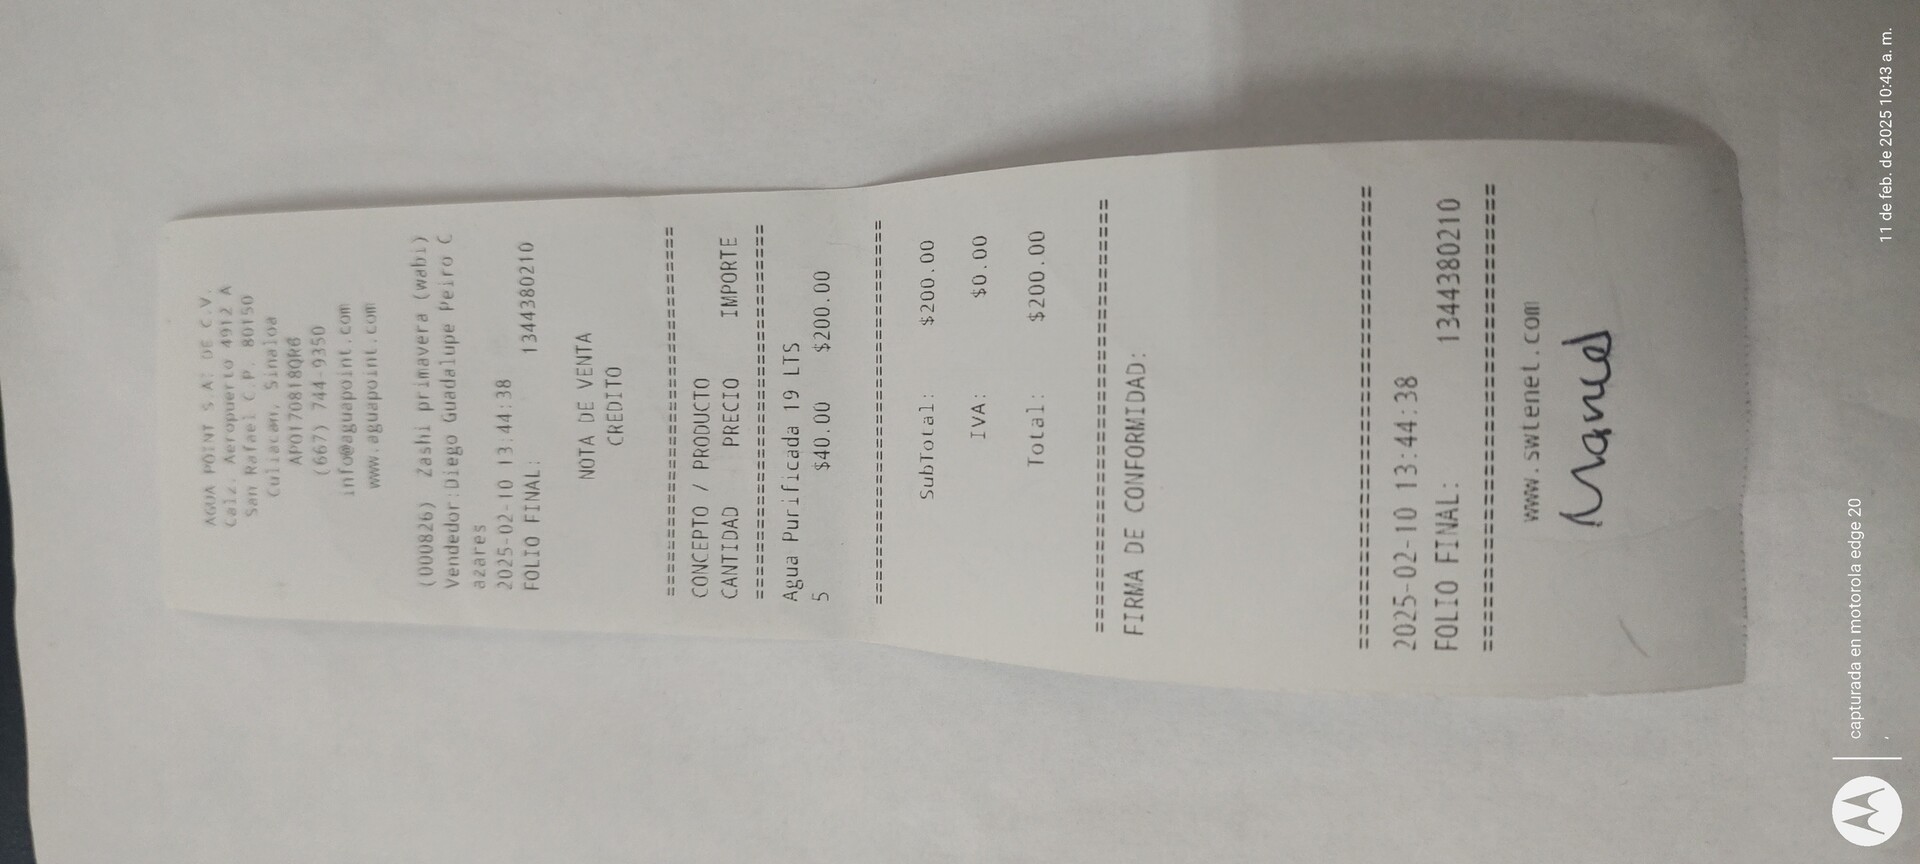 AGUA POINT S.A: DE C.V.
Calz. Aeropuerto 4912 A
San Rafael C.P. 80150
Culiacan, Sinaloa
APO170818QR6
(667) 744-9350
info@aguapoint.com
www.aguapoint.com
(000826) Zashi primavera (wabi)
Vendedor:Diego Guadalupe Peiro C
azares
2025-02-10 13:44:38
FOLIO FINAL: 1344380210
NOTA DE VENTA
CREDITO
================================
CONCEPTO / PRODUCTO
CANTIDAD PRECIO IMPORTE
================================
Agua Purificada 19 LTS
5 $40.00 $200.00
================================
SubTotal: $200.00
IVA: $0.00
Total: $200.00
================================
FIRMA DE CONFORMIDAD:
================================
2025-02-10 13:44:38
FOLIO FINAL: 1344380210
================================
www.swtenet.com
Manuel
capturada en motorola edge 20
11 de feb. de 2025 10:43 a. m.